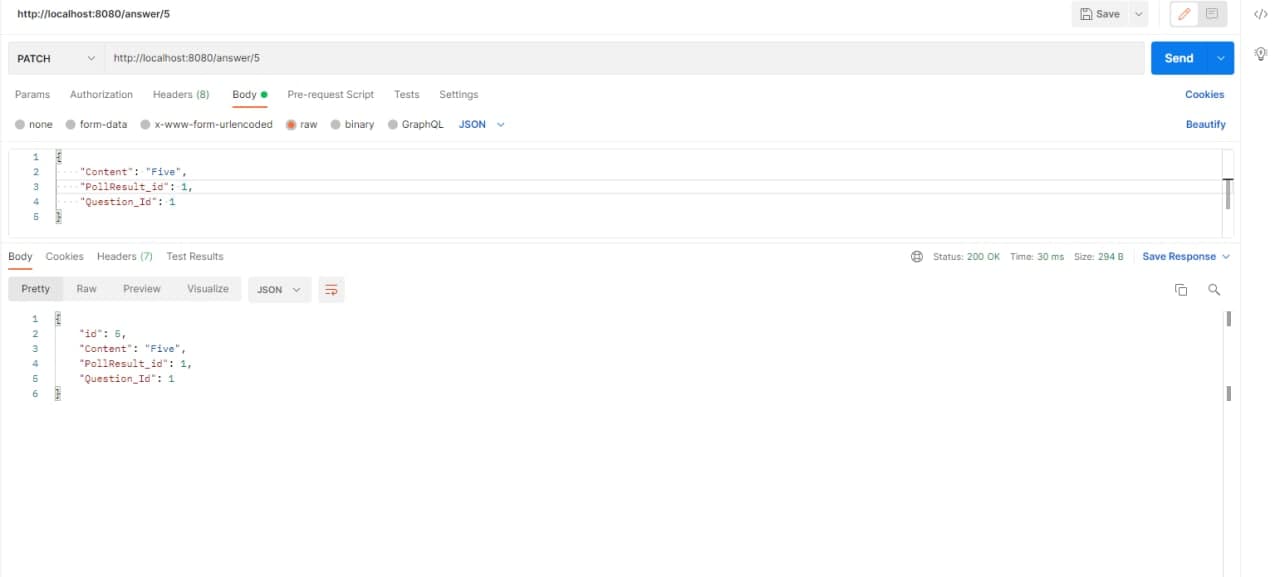 http://localhost:8080/answer/5 Save
PATCH http://localhost:8080/answer/5 Send
Params Authorization Headers (8) Body Pre-request Script Tests Settings Cookies
none form-data x-www-form-urlencoded raw binary GraphQL JSON Beautify
1 {
2 "Content": "Five",
3 "PollResult_id": 1,
4 "Question_Id": 1
5 }
Body Cookies Headers (7) Test Results Status: 200 OK Time: 30 ms Size: 294 B Save Response
Pretty Raw Preview Visualize JSON
1 {
2 "id": 5,
3 "Content": "Five",
4 "PollResult_id": 1,
5 "Question_Id": 1
6 }